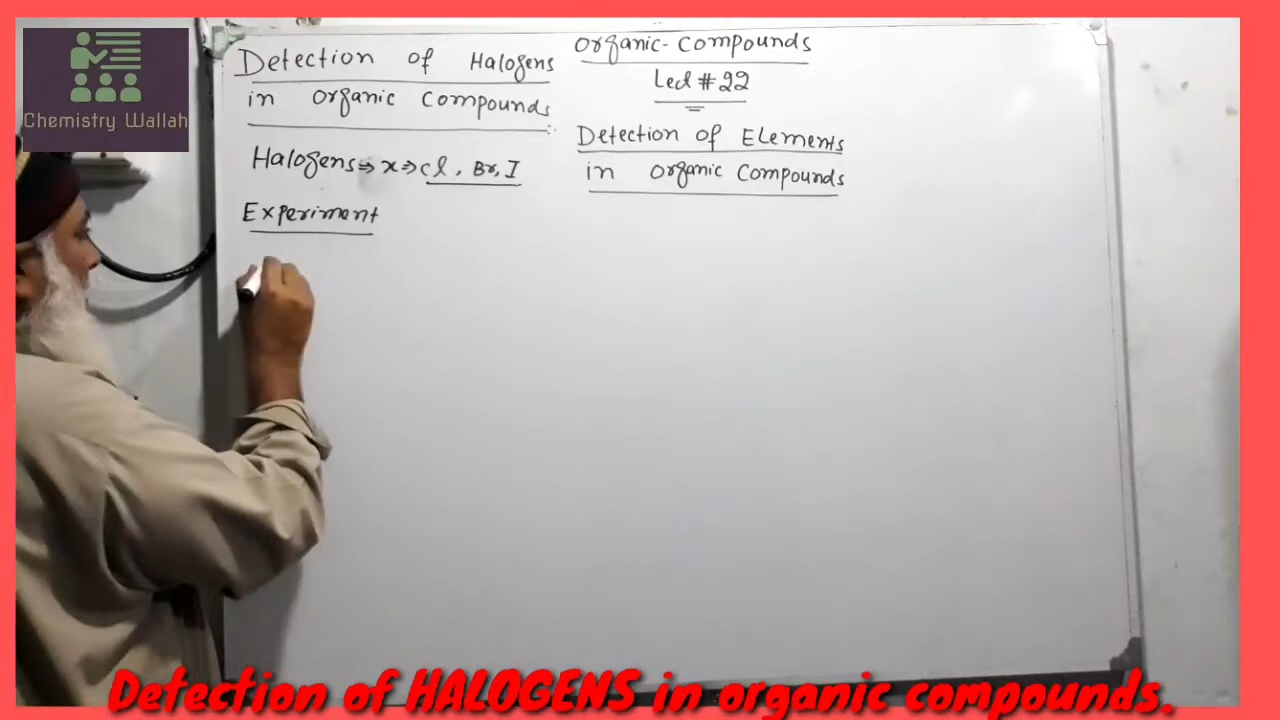 Chemistry Wallah
Detection of Halogens
in organic Compounds
Halogens ⇒ x ⇒ Cl, Br, I
Experiment
Organic-Compounds
Lect # 22
Detection of Elements
in organic Compounds
Detection of HALOGENS in organic compounds.